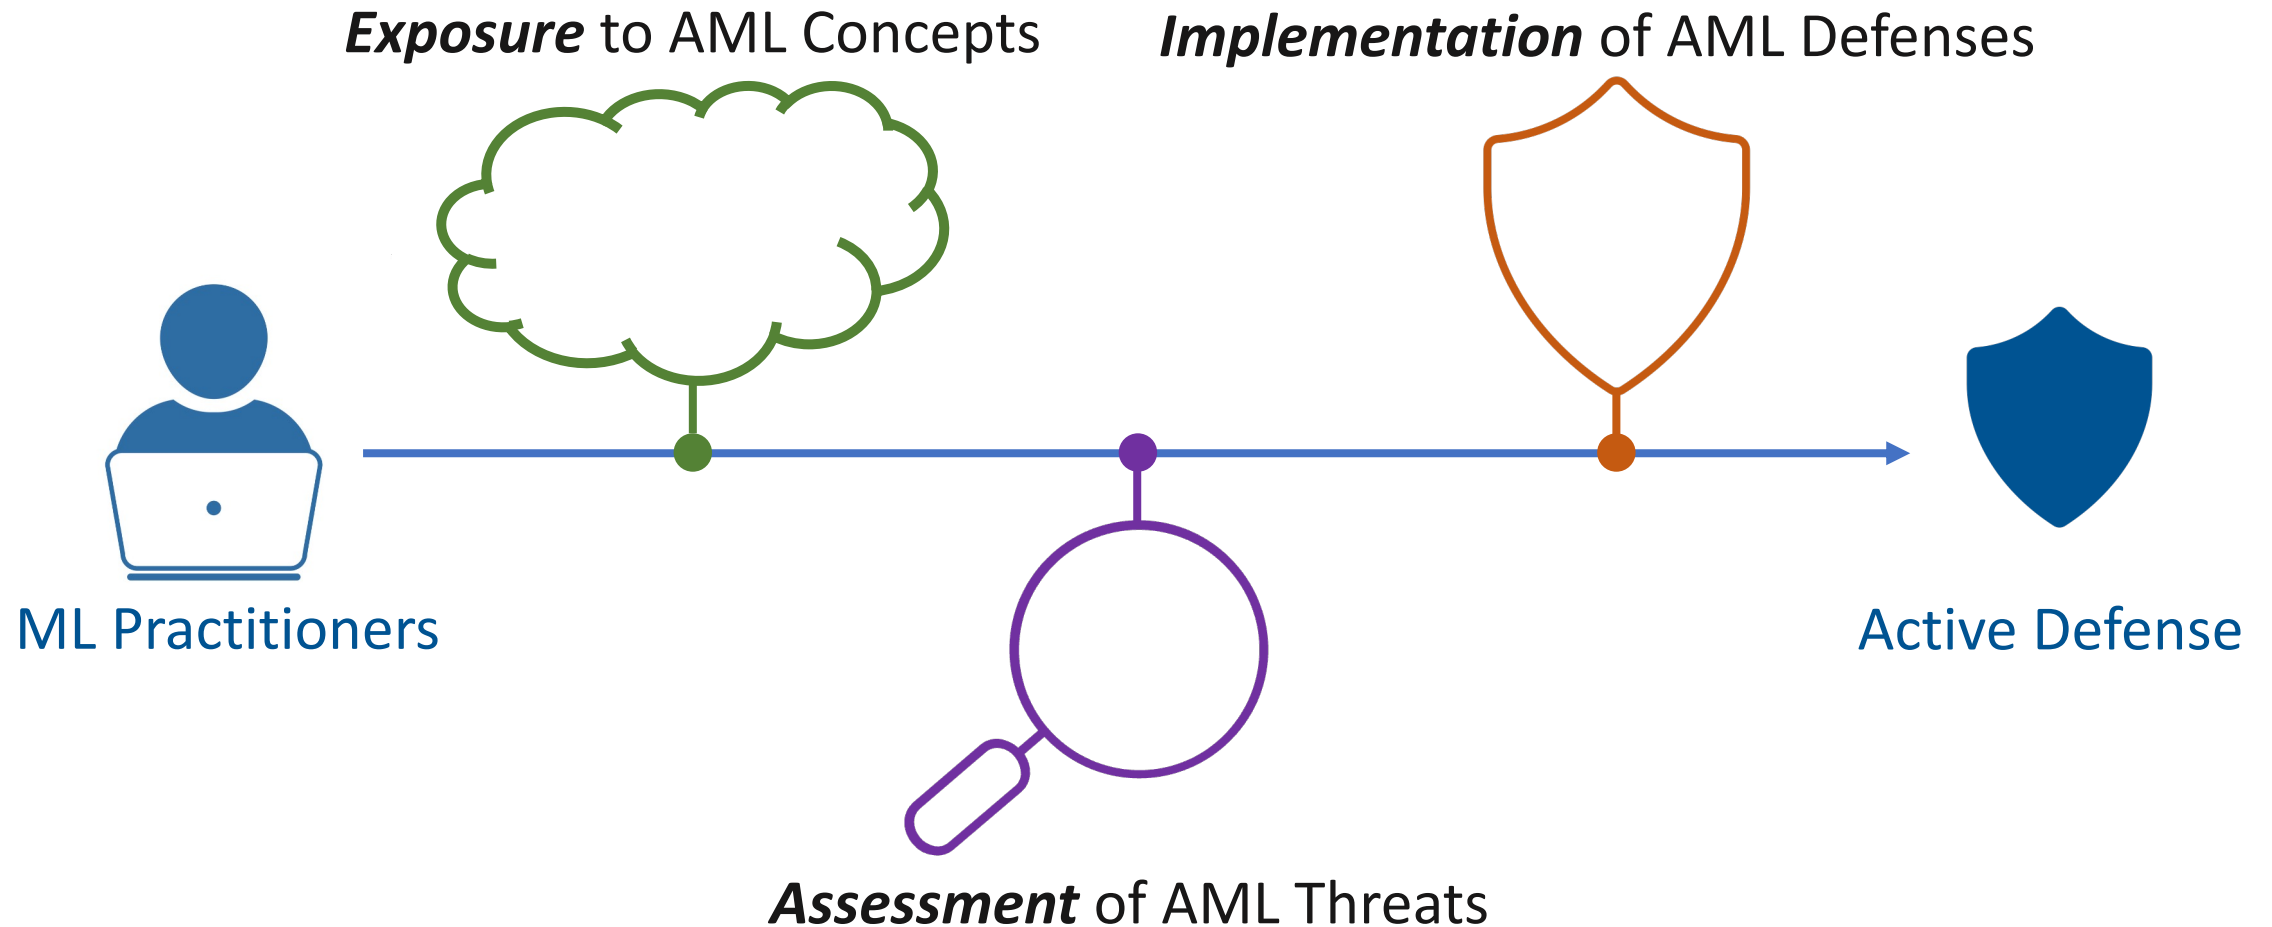 Exposure to AML Concepts
Implementation of AML Defenses
ML Practitioners
Active Defense
Assessment of AML Threats